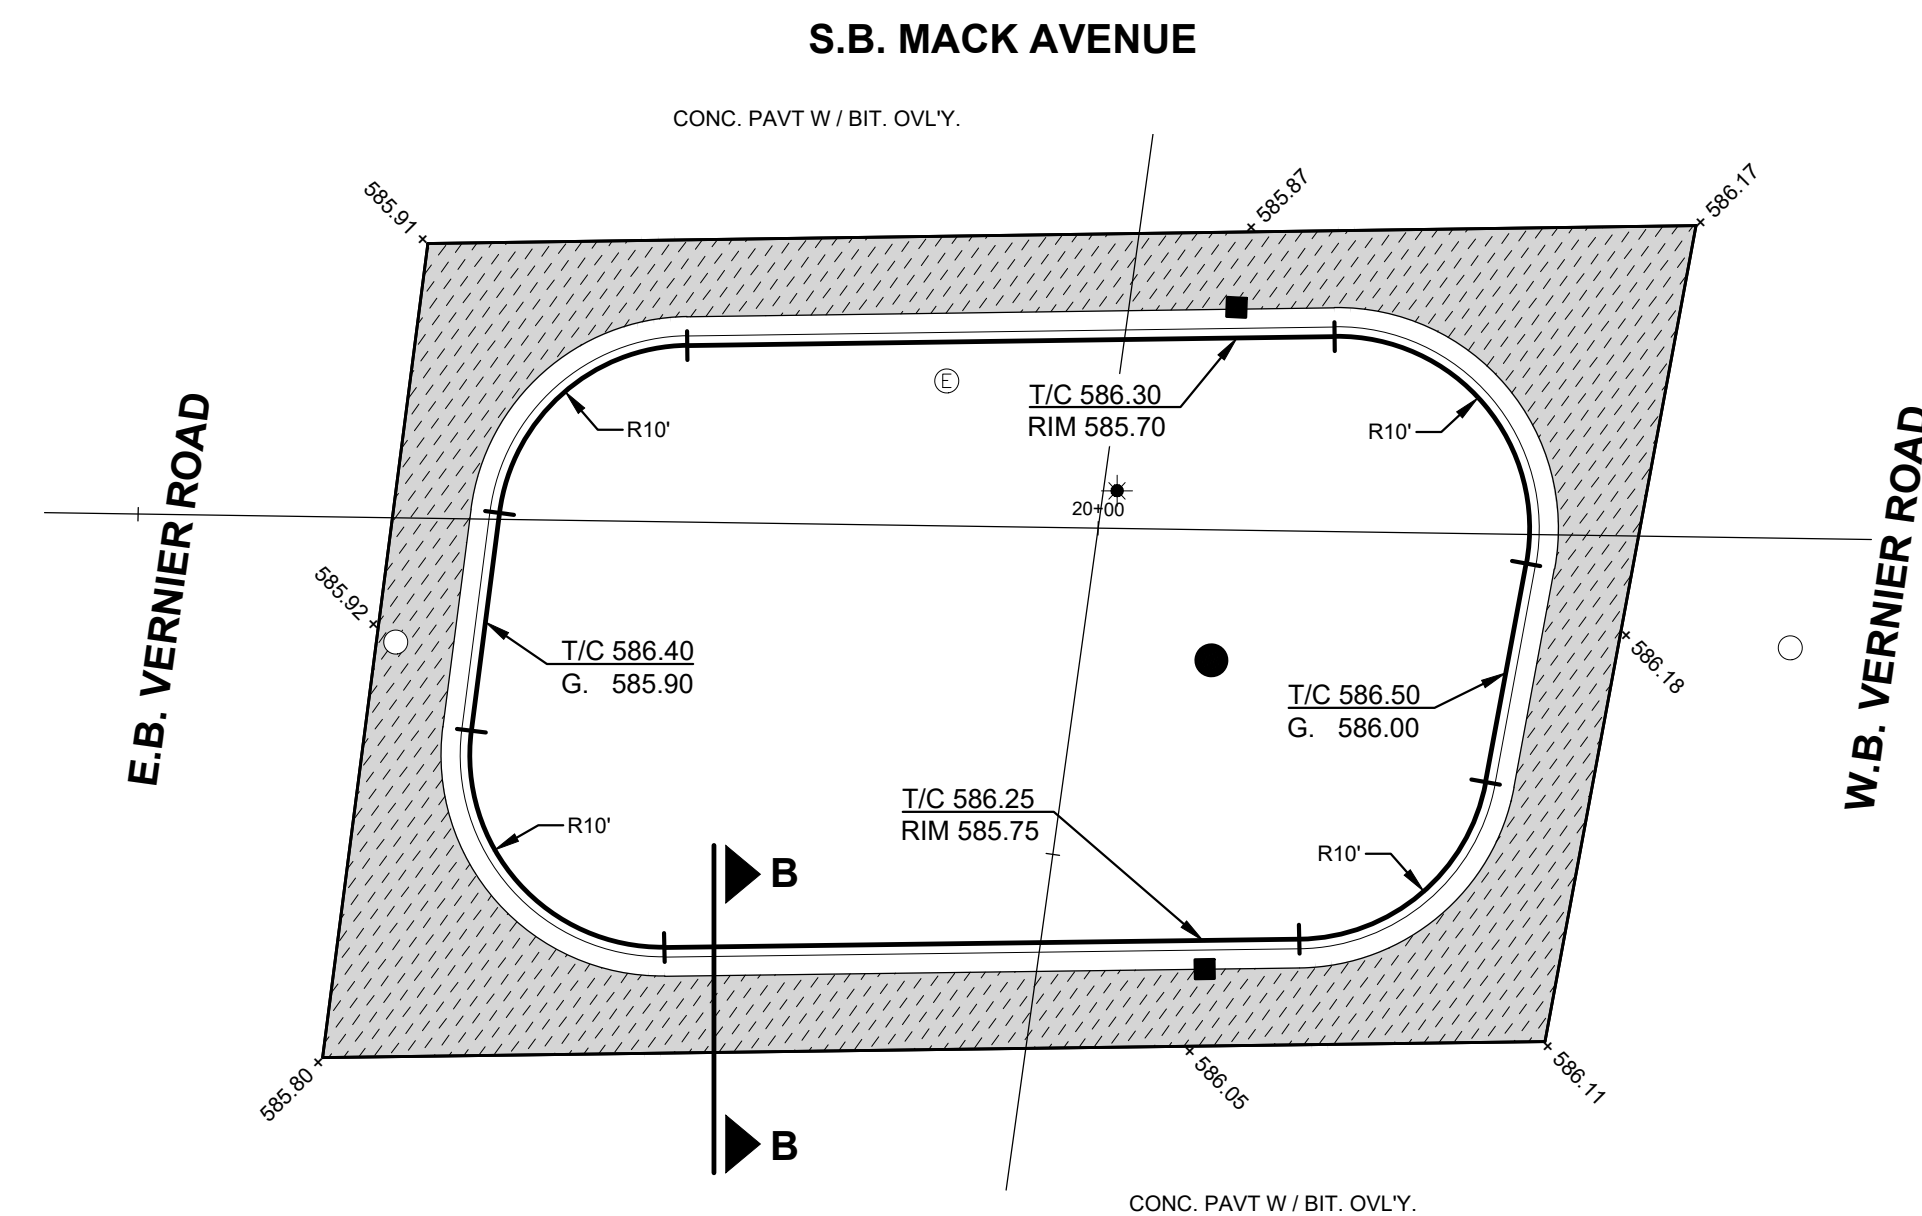 S.B. MACK AVENUE
CONC. PAVT W / BIT. OVL'Y.
585.91
585.87
586.17
E.B. VERNIER ROAD
W.B. VERNIER ROAD
T/C 586.30
RIM 585.70
E
R10'
R10'
20+00
585.92
T/C 586.40
G. 585.90
586.18
T/C 586.50
G. 586.00
T/C 586.25
RIM 585.75
R10'
R10'
B
585.80
586.05
586.11
B
CONC. PAVT W / BIT. OVL'Y.